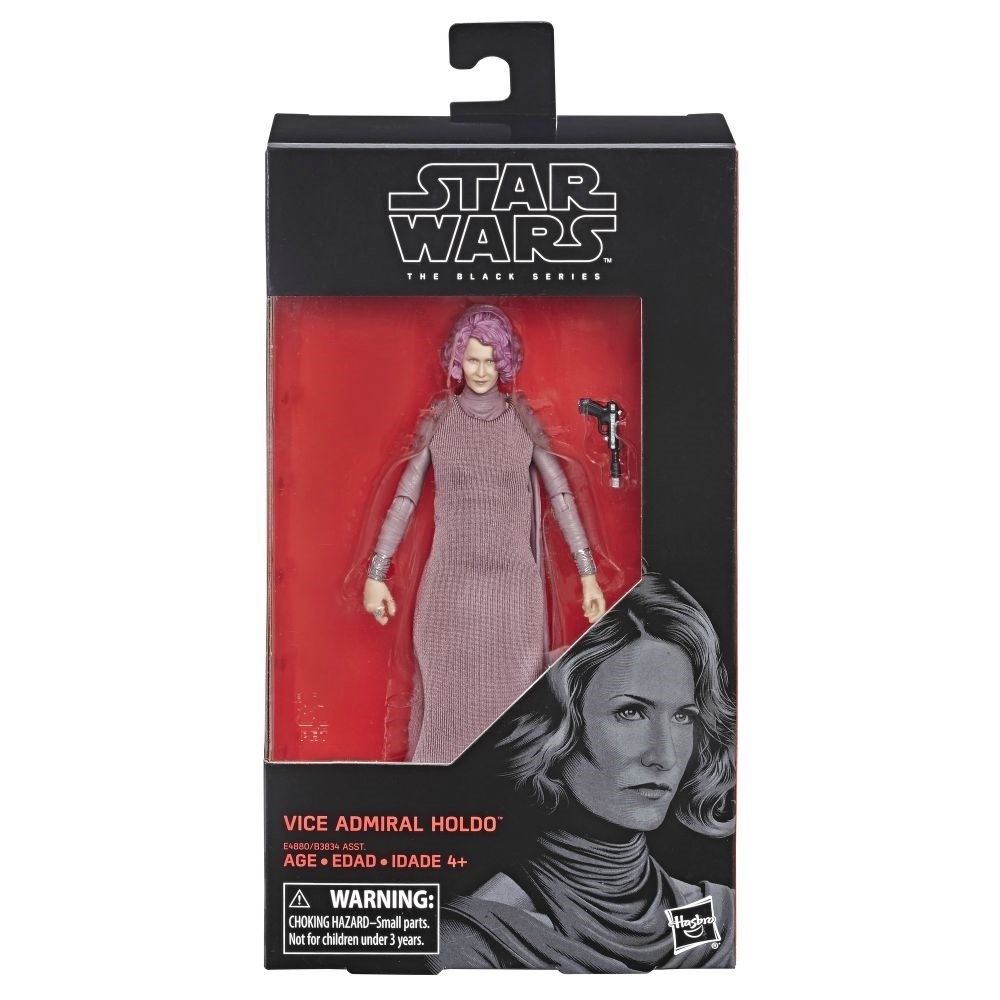 STAR
WARS™
THE BLACK SERIES
VICE ADMIRAL HOLDO™
E4880/B3834 ASST.
AGE • EDAD • IDADE 4+
⚠ WARNING:
CHOKING HAZARD–Small parts.
Not for children under 3 years.
Hasbro®